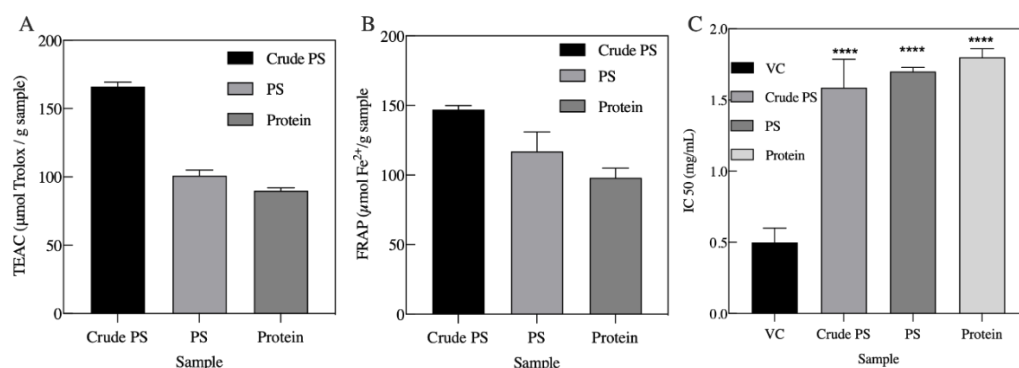 A
TEAC (μmol Trolox / g sample)
200
150
100
50
0
Crude PS
PS
Protein
Crude PS
PS
Protein
Sample
B
FRAP (μmol Fe²⁺/g sample)
200
150
100
50
0
Crude PS
PS
Protein
Crude PS
PS
Protein
Sample
C
IC 50 (mg/mL)
2.0
1.5
1.0
0.5
0.0
VC
Crude PS
PS
Protein
****
****
****
VC
Crude PS
PS
Protein
Sample